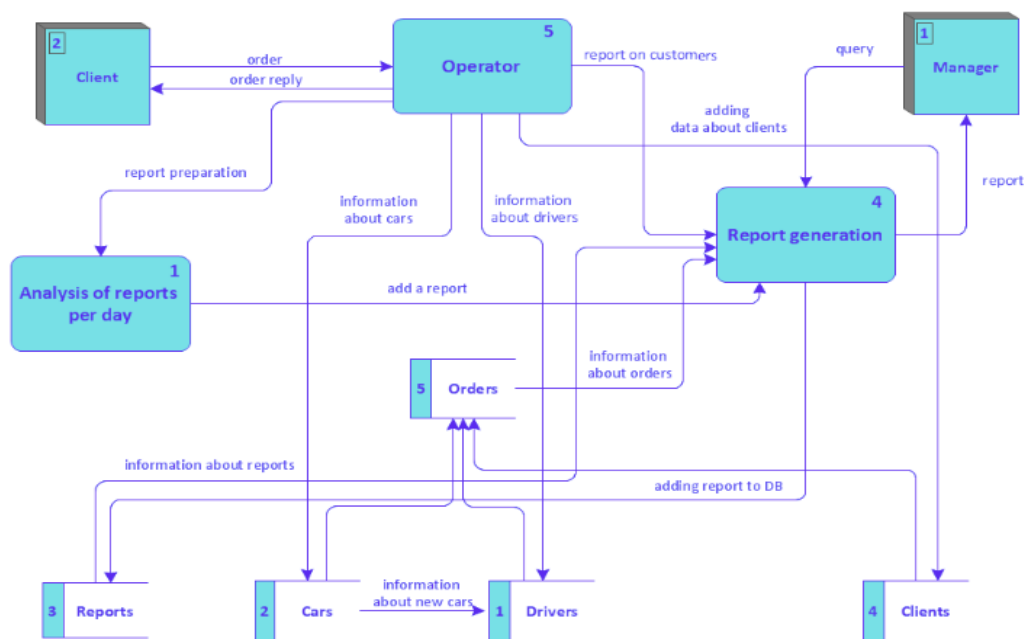 2
Client
order
order reply
5
Operator
report on customers
query
1
Manager
adding
data about clients
report preparation
information
about cars
information
about drivers
report
4
Report generation
1
Analysis of reports
per day
add a report
information
about orders
5
Orders
information about reports
adding report to DB
3
Reports
2
Cars
information
about new cars
1
Drivers
4
Clients